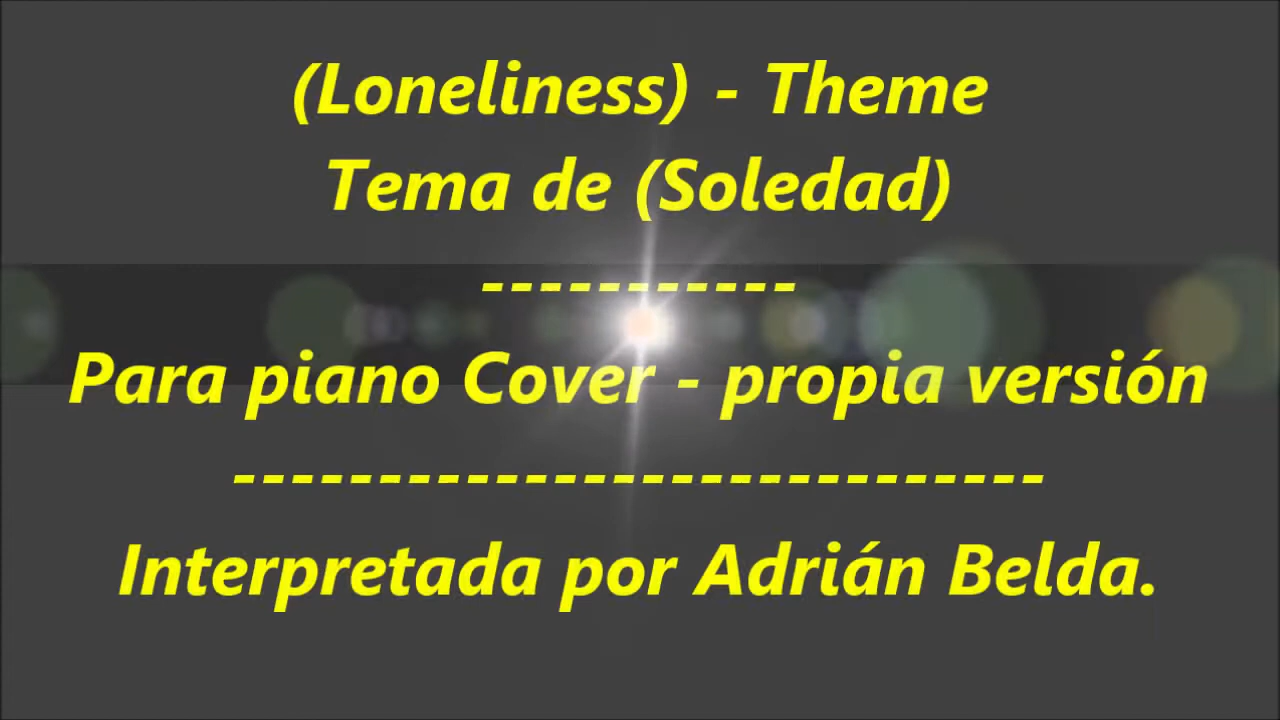 (Loneliness) - Theme
Tema de (Soledad)
-----------
Para piano Cover - propia versión
----------------------------
Interpretada por Adrián Belda.